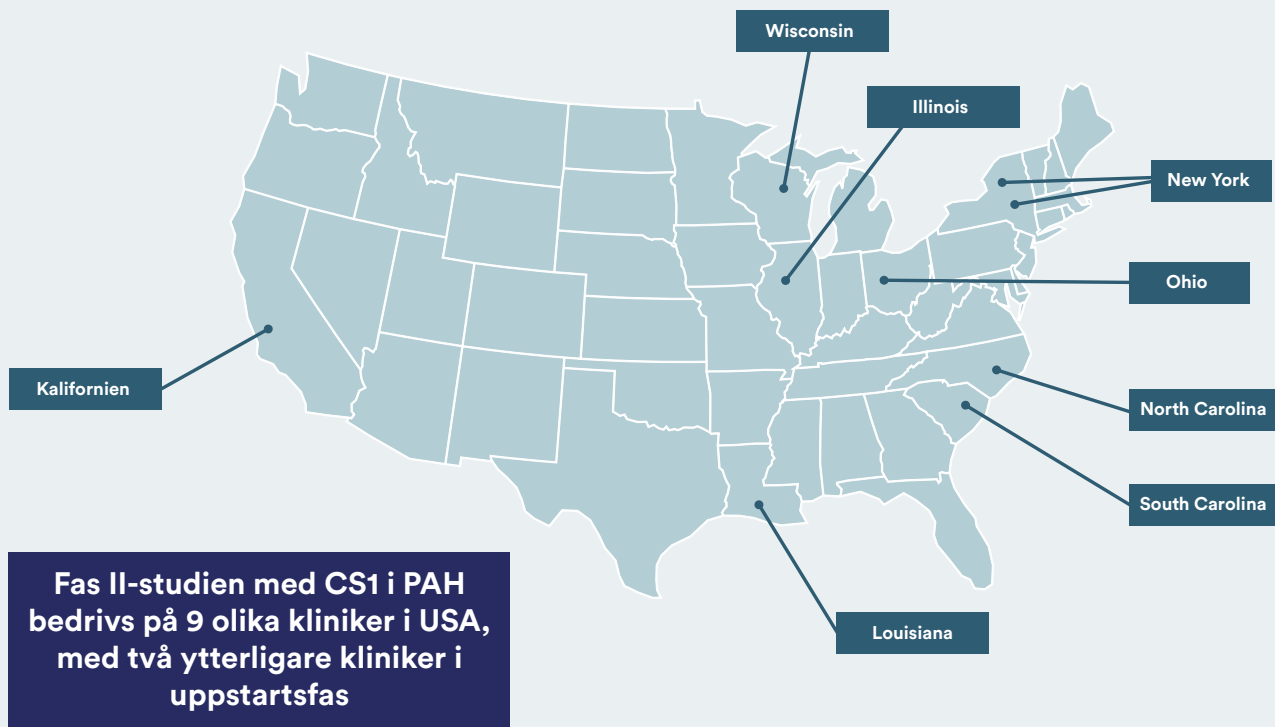 Wisconsin
Illinois
New York
Ohio
Kalifornien
North Carolina
South Carolina
Louisiana
Fas II-studien med CS1 i PAH
bedrivs på 9 olika kliniker i USA,
med två ytterligare kliniker i
uppstartsfas